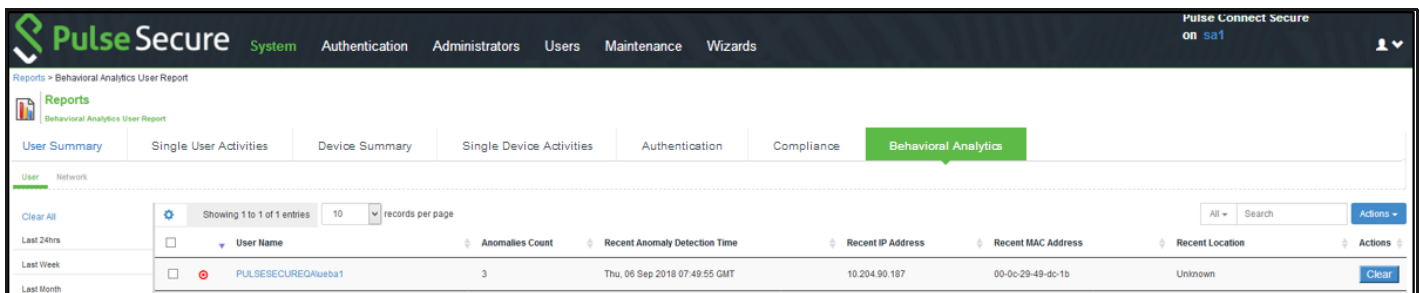 Pulse Secure
System Authentication Administrators Users Maintenance Wizards
Pulse Connect Secure
on sa1
Reports > Behavioral Analytics User Report
Reports
Behavioral Analytics User Report
User Summary Single User Activities Device Summary Single Device Activities Authentication Compliance Behavioral Analytics
User Network
Clear All
Last 24hrs
Last Week
Last Month
Showing 1 to 1 of 1 entries 10 records per page All Search Actions
User Name Anomalies Count Recent Anomaly Detection Time Recent IP Address Recent MAC Address Recent Location Actions
PULSESECUREQA\ueba1 3 Thu, 06 Sep 2018 07:49:55 GMT 10.204.90.187 00-0c-29-49-dc-1b Unknown Clear